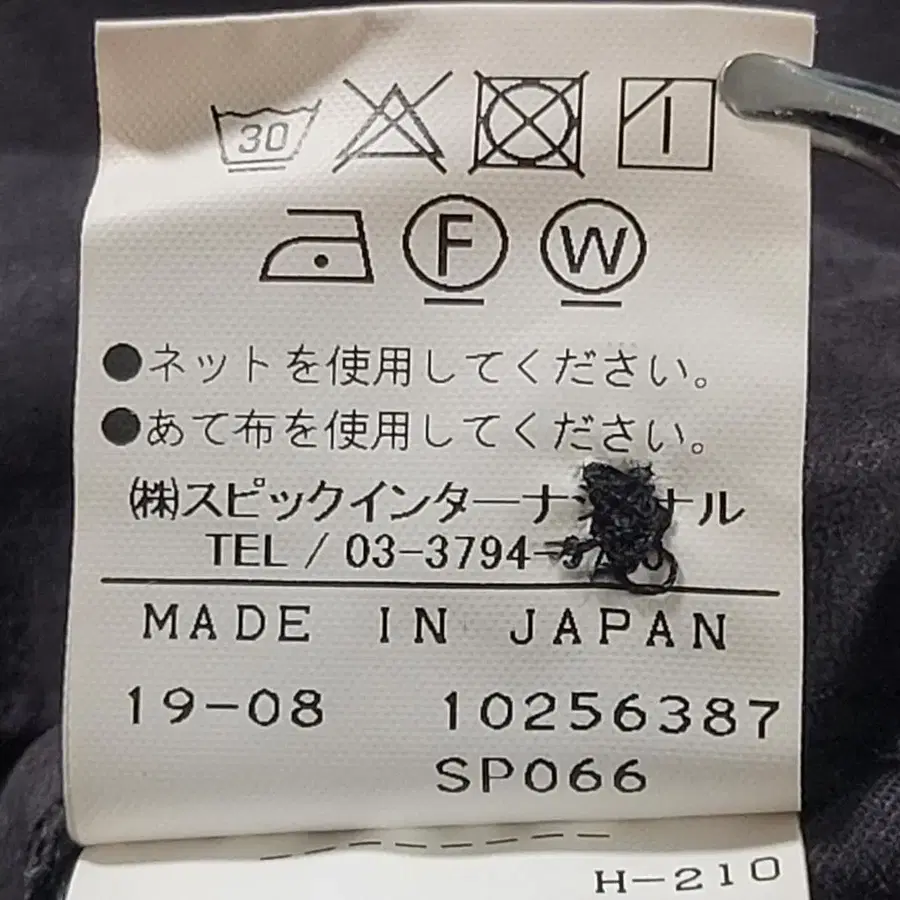 30
F W
●ネットを使用してください。
●あて布を使用してください。
(株)スピックインターナ ナル
TEL / 03-3794-
MADE IN JAPAN
19-08 10256387
SP066
H-210